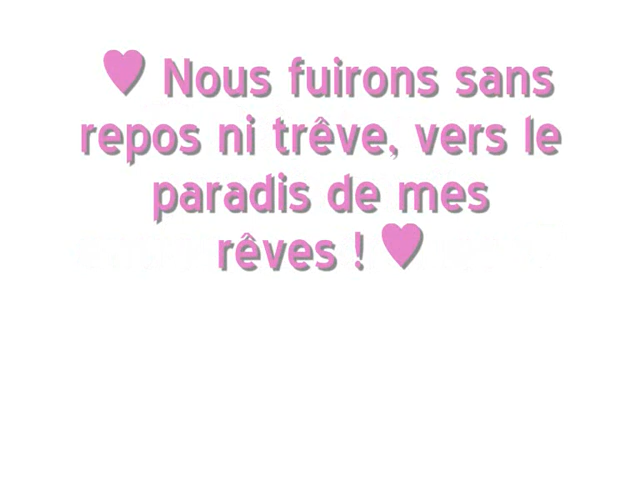 ♥ Nous fuirons sans
repos ni trêve, vers le
paradis de mes
rêves ! ♥